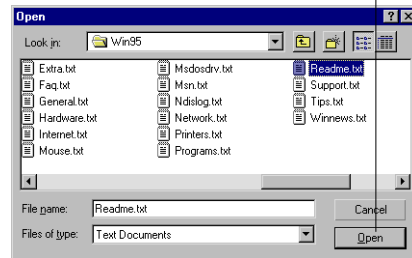 Open
Look in: Win95
Extra.txt
Faq.txt
General.txt
Hardware.txt
Internet.txt
Mouse.txt
Msdosdrv.txt
Msn.txt
Ndislog.txt
Network.txt
Printers.txt
Programs.txt
Readme.txt
Support.txt
Tips.txt
Winnews.txt
File name: Readme.txt Cancel
Files of type: Text Documents Open